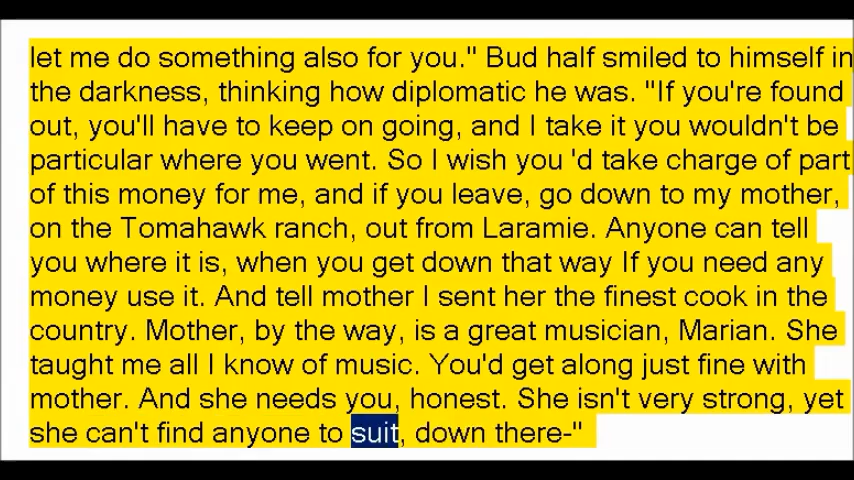 let me do something also for you." Bud half smiled to himself in
the darkness, thinking how diplomatic he was. "If you're found
out, you'll have to keep on going, and I take it you wouldn't be
particular where you went. So I wish you 'd take charge of part
of this money for me, and if you leave, go down to my mother,
on the Tomahawk ranch, out from Laramie. Anyone can tell
you where it is, when you get down that way If you need any
money use it. And tell mother I sent her the finest cook in the
country. Mother, by the way, is a great musician, Marian. She
taught me all I know of music. You'd get along just fine with
mother. And she needs you, honest. She isn't very strong, yet
she can't find anyone to suit, down there-"